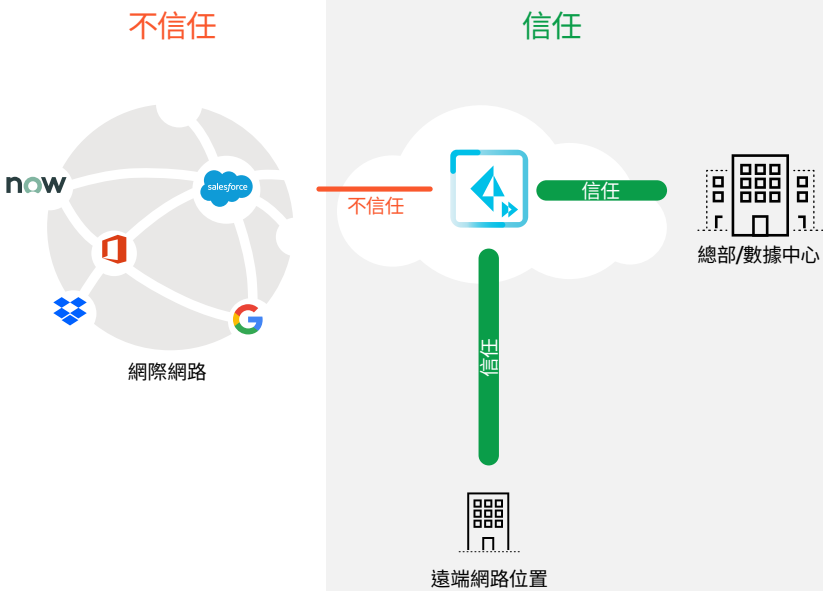 不信任
信任
now
salesforce
不信任
信任
總部/數據中心
信任
網際網路
遠端網路位置